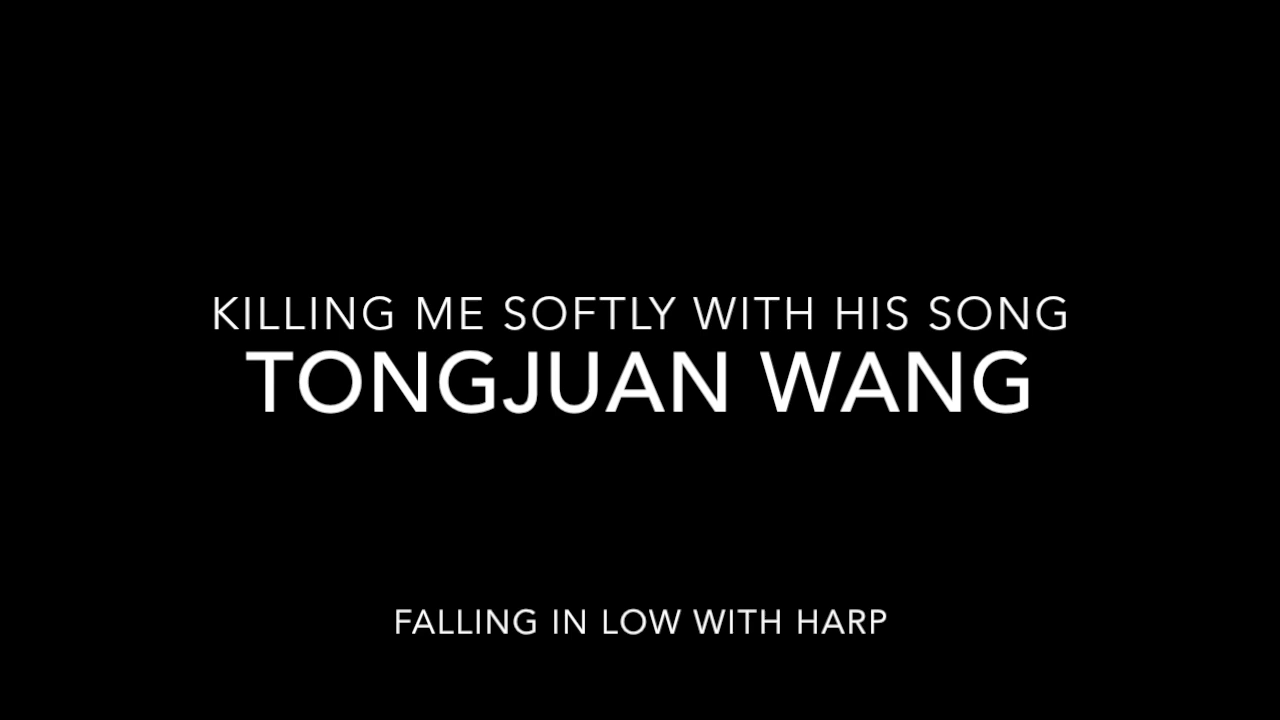 KILLING ME SOFTLY WITH HIS SONG
TONGJUAN WANG
FALLING IN LOW WITH HARP